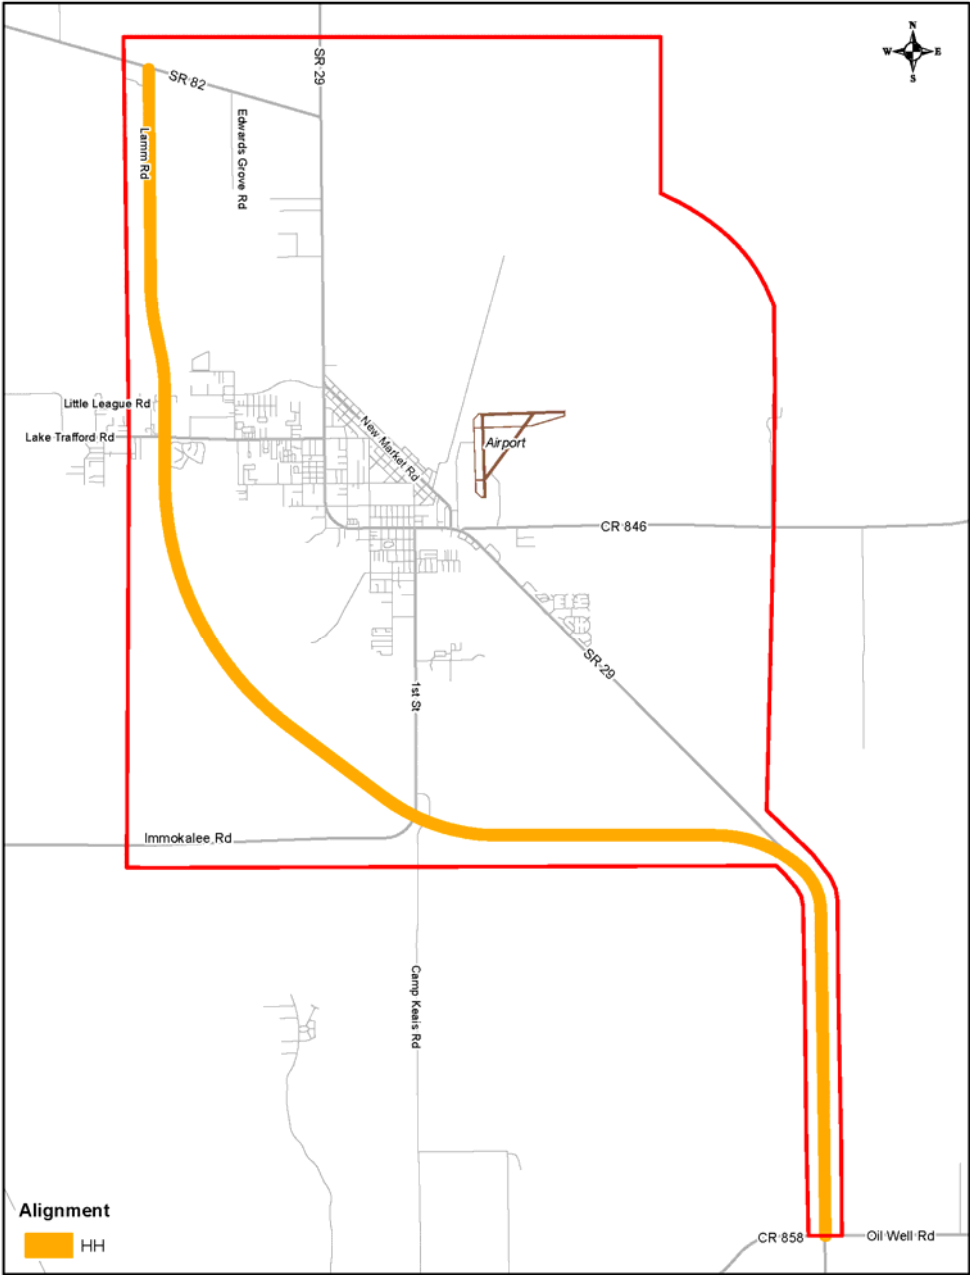 N
W E
S
SR 29
SR 82
Edwards Grove Rd
Lamm Rd
Little League Rd
Lake Trafford Rd
New Market Rd
Airport
CR 846
SR 29
1st St
Immokalee Rd
Camp Keais Rd
Alignment
HH
CR 858
Oil Well Rd